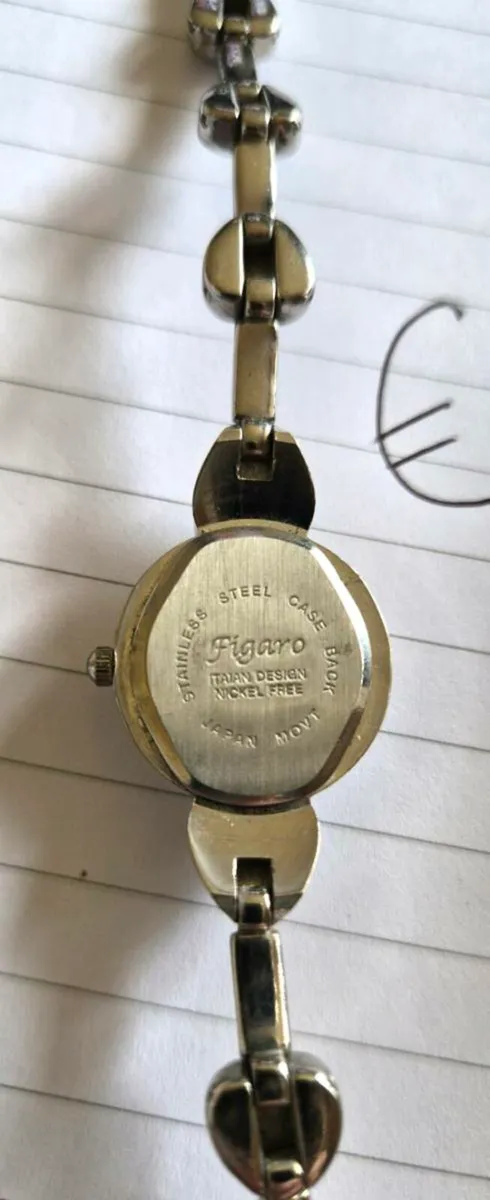 STAINLESS STEEL CASE BACK
Figaro
ITAIAN DESIGN
NICKEL FREE
JAPAN MOVT
€